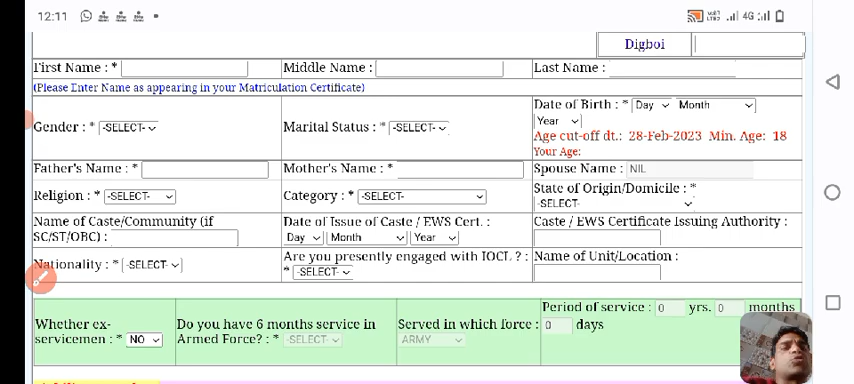 12:11
4G
Digboi
First Name : * Middle Name : Last Name :
(Please Enter Name as appearing in your Matriculation Certificate)
Gender : * -SELECT- Marital Status : * -SELECT- Date of Birth : * Day Month
Year
Age cut-off dt.: 28-Feb-2023 Min. Age: 18
Your Age:
Father's Name : * Mother's Name : * Spouse Name : NIL
Religion : * -SELECT- Category : * -SELECT- State of Origin/Domicile : *
-SELECT-
Name of Caste/Community (if
SC/ST/OBC) :
Date of Issue of Caste / EWS Cert. :
Day Month Year
Caste / EWS Certificate Issuing Authority :
Nationality : * -SELECT-
Are you presently engaged with IOCL ? :
* -SELECT-
Name of Unit/Location :
Whether ex-
servicemen : * NO
Do you have 6 months service in
Armed Force? : * -SELECT-
Served in which force :
ARMY
Period of service : 0 yrs. 0 months
0 days